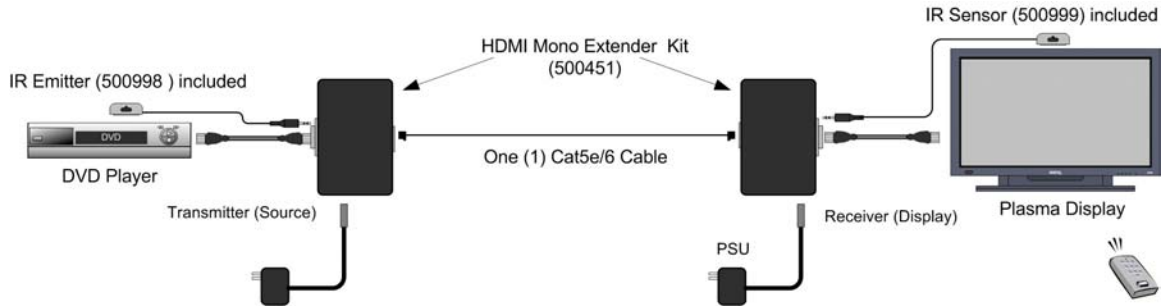 IR Sensor (500999) included
HDMI Mono Extender Kit
(500451)
IR Emitter (500998 ) included
DVD
One (1) Cat5e/6 Cable
DVD Player
Transmitter (Source)
Receiver (Display)
Plasma Display
PSU